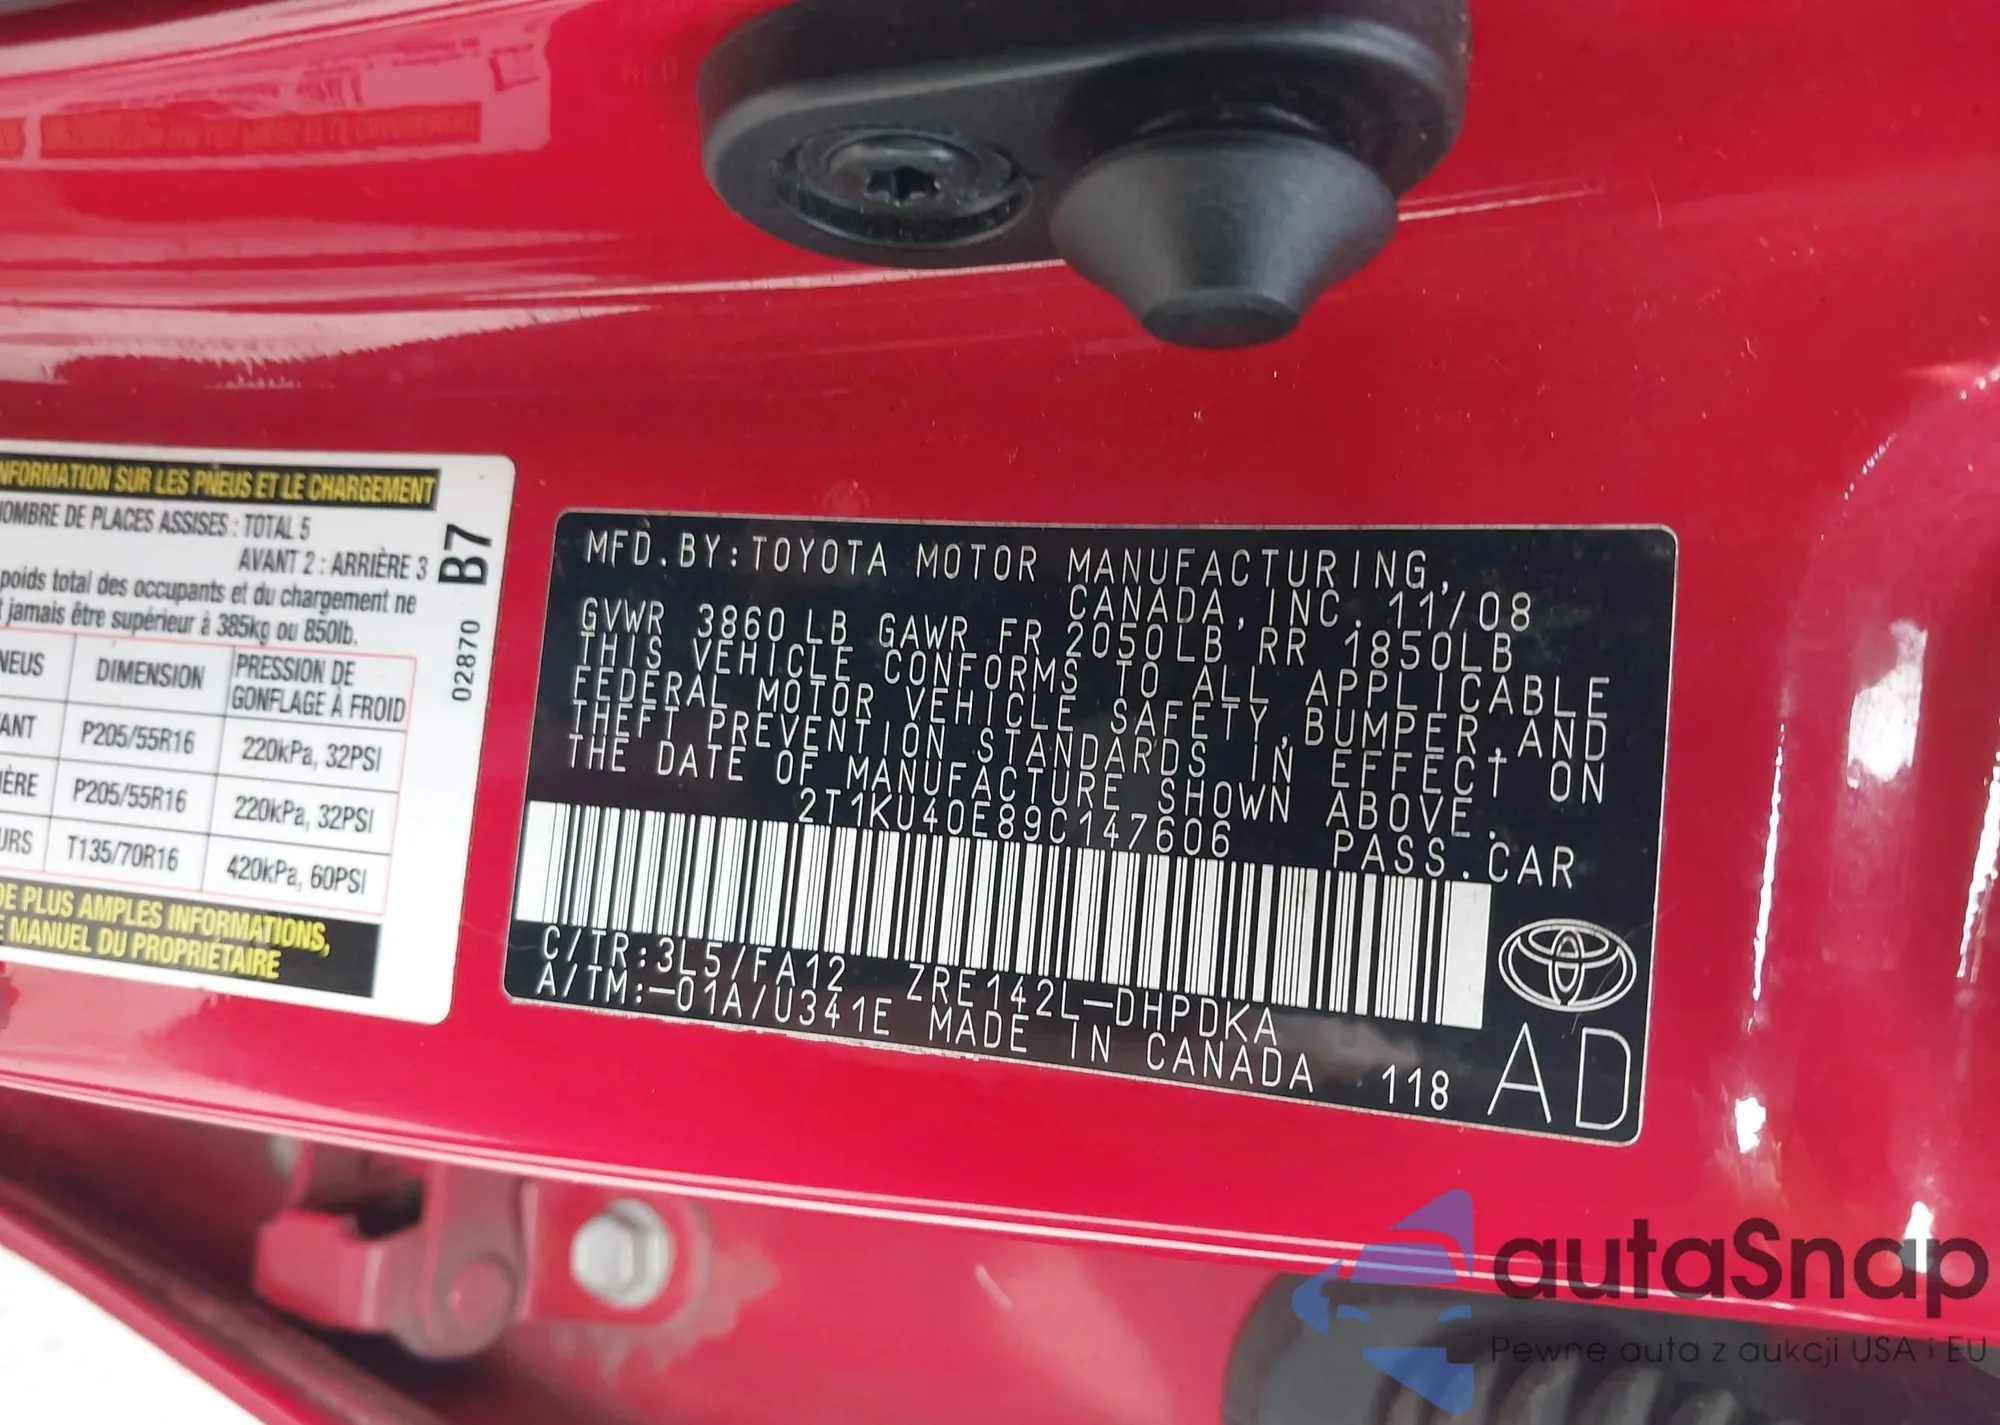 NFORMATION SUR LES PNEUS ET LE CHARGEMENT
OMBRE DE PLACES ASSISES : TOTAL 5
AVANT 2 : ARRIÈRE 3
poids total des occupants et du chargement ne
jamais être supérieur à 385kg ou 850lb.
NEUS DIMENSION PRESSION DE GONFLAGE À FROID
ANT P205/55R16 220kPa, 32PSI
IÈRE P205/55R16 220kPa, 32PSI
URS T135/70R16 420kPa, 60PSI
DE PLUS AMPLES INFORMATIONS,
E MANUEL DU PROPRIÉTAIRE
B7
02870
MFD.BY:TOYOTA MOTOR MANUFACTURING,
CANADA,INC. 11/08
GVWR 3860LB GAWR FR 2050LB RR 1850LB
THIS VEHICLE CONFORMS TO ALL APPLICABLE
FEDERAL MOTOR VEHICLE SAFETY,BUMPER,AND
THEFT PREVENTION STANDARDS IN EFFECT ON
THE DATE OF MANUFACTURE SHOWN ABOVE.
2T1KU40E89C147606 PASS.CAR
C/TR:3L5/FA12 ZRE142L-DHPDKA
A/TM:-01A/U341E MADE IN CANADA 118
AD
autaSnap
Pewne auta z aukcji USA i EU